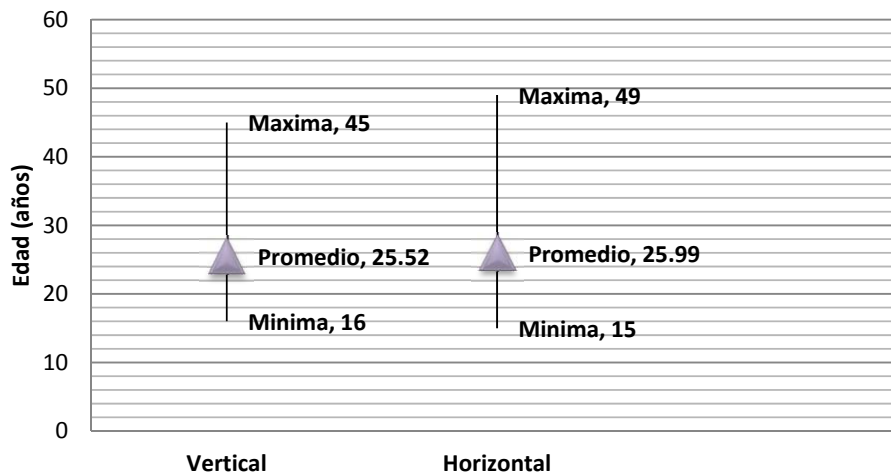 60
50
40
30
20
10
0
Edad (años)
Maxima, 45
Promedio, 25.52
Minima, 16
Maxima, 49
Promedio, 25.99
Minima, 15
Vertical
Horizontal